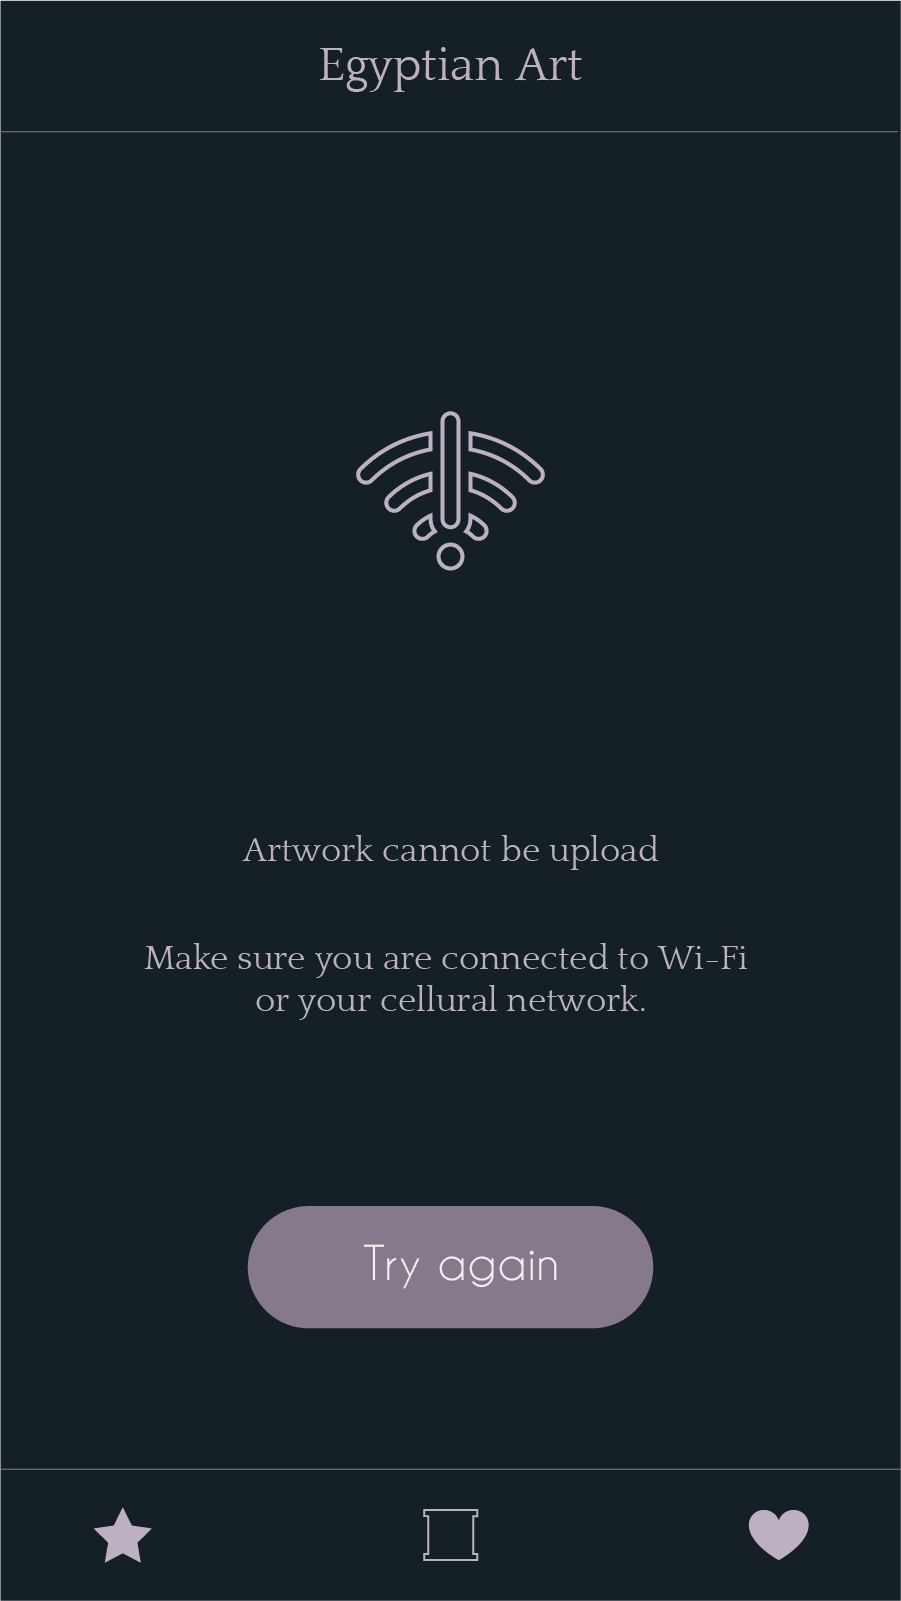 Egyptian Art
Artwork cannot be upload
Make sure you are connected to Wi-Fi
or your cellural network.
Try again